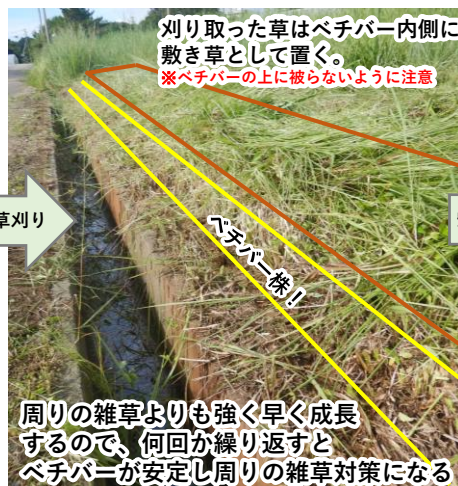 刈り取った草はベチバー内側に
敷き草として置く。
※ベチバーの上に被らないように注意
草刈り
ベチバー株！
周りの雑草よりも強く早く成長
するので、何回か繰り返すと
ベチバーが安定し周りの雑草対策になる